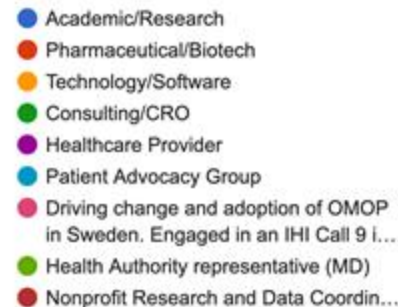 Academic/Research
Pharmaceutical/Biotech
Technology/Software
Consulting/CRO
Healthcare Provider
Patient Advocacy Group
Driving change and adoption of OMOP
in Sweden. Engaged in an IHI Call 9 i...
Health Authority representative (MD)
Nonprofit Research and Data Coordin...